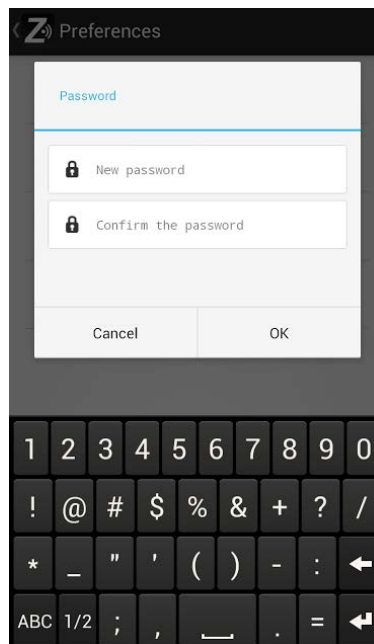 Z Preferences
Password
New password
Confirm the password
Cancel OK
1 2 3 4 5 6 7 8 9 0
! @ # $ % & + ? /
* _ " ' ( ) - :
ABC 1/2 ; , . =